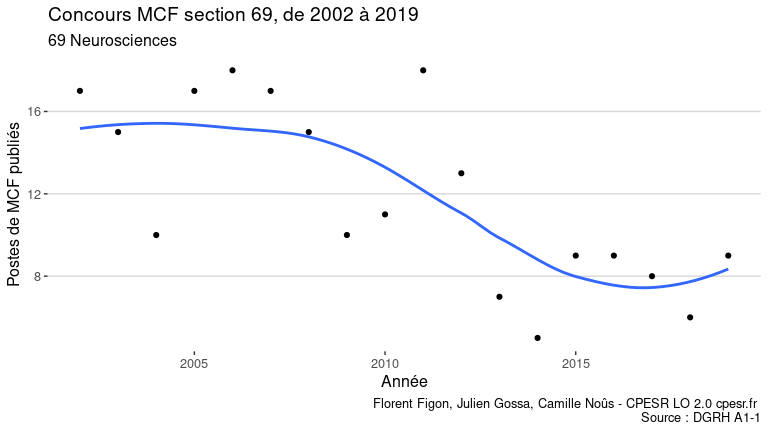 Concours MCF section 69, de 2002 à 2019
69 Neurosciences
Postes de MCF publiés
16
12
8
2005
2010
2015
Année
Florent Figon, Julien Gossa, Camille Noûs - CPESR LO 2.0 cpesr.fr
Source : DGRH A1-1